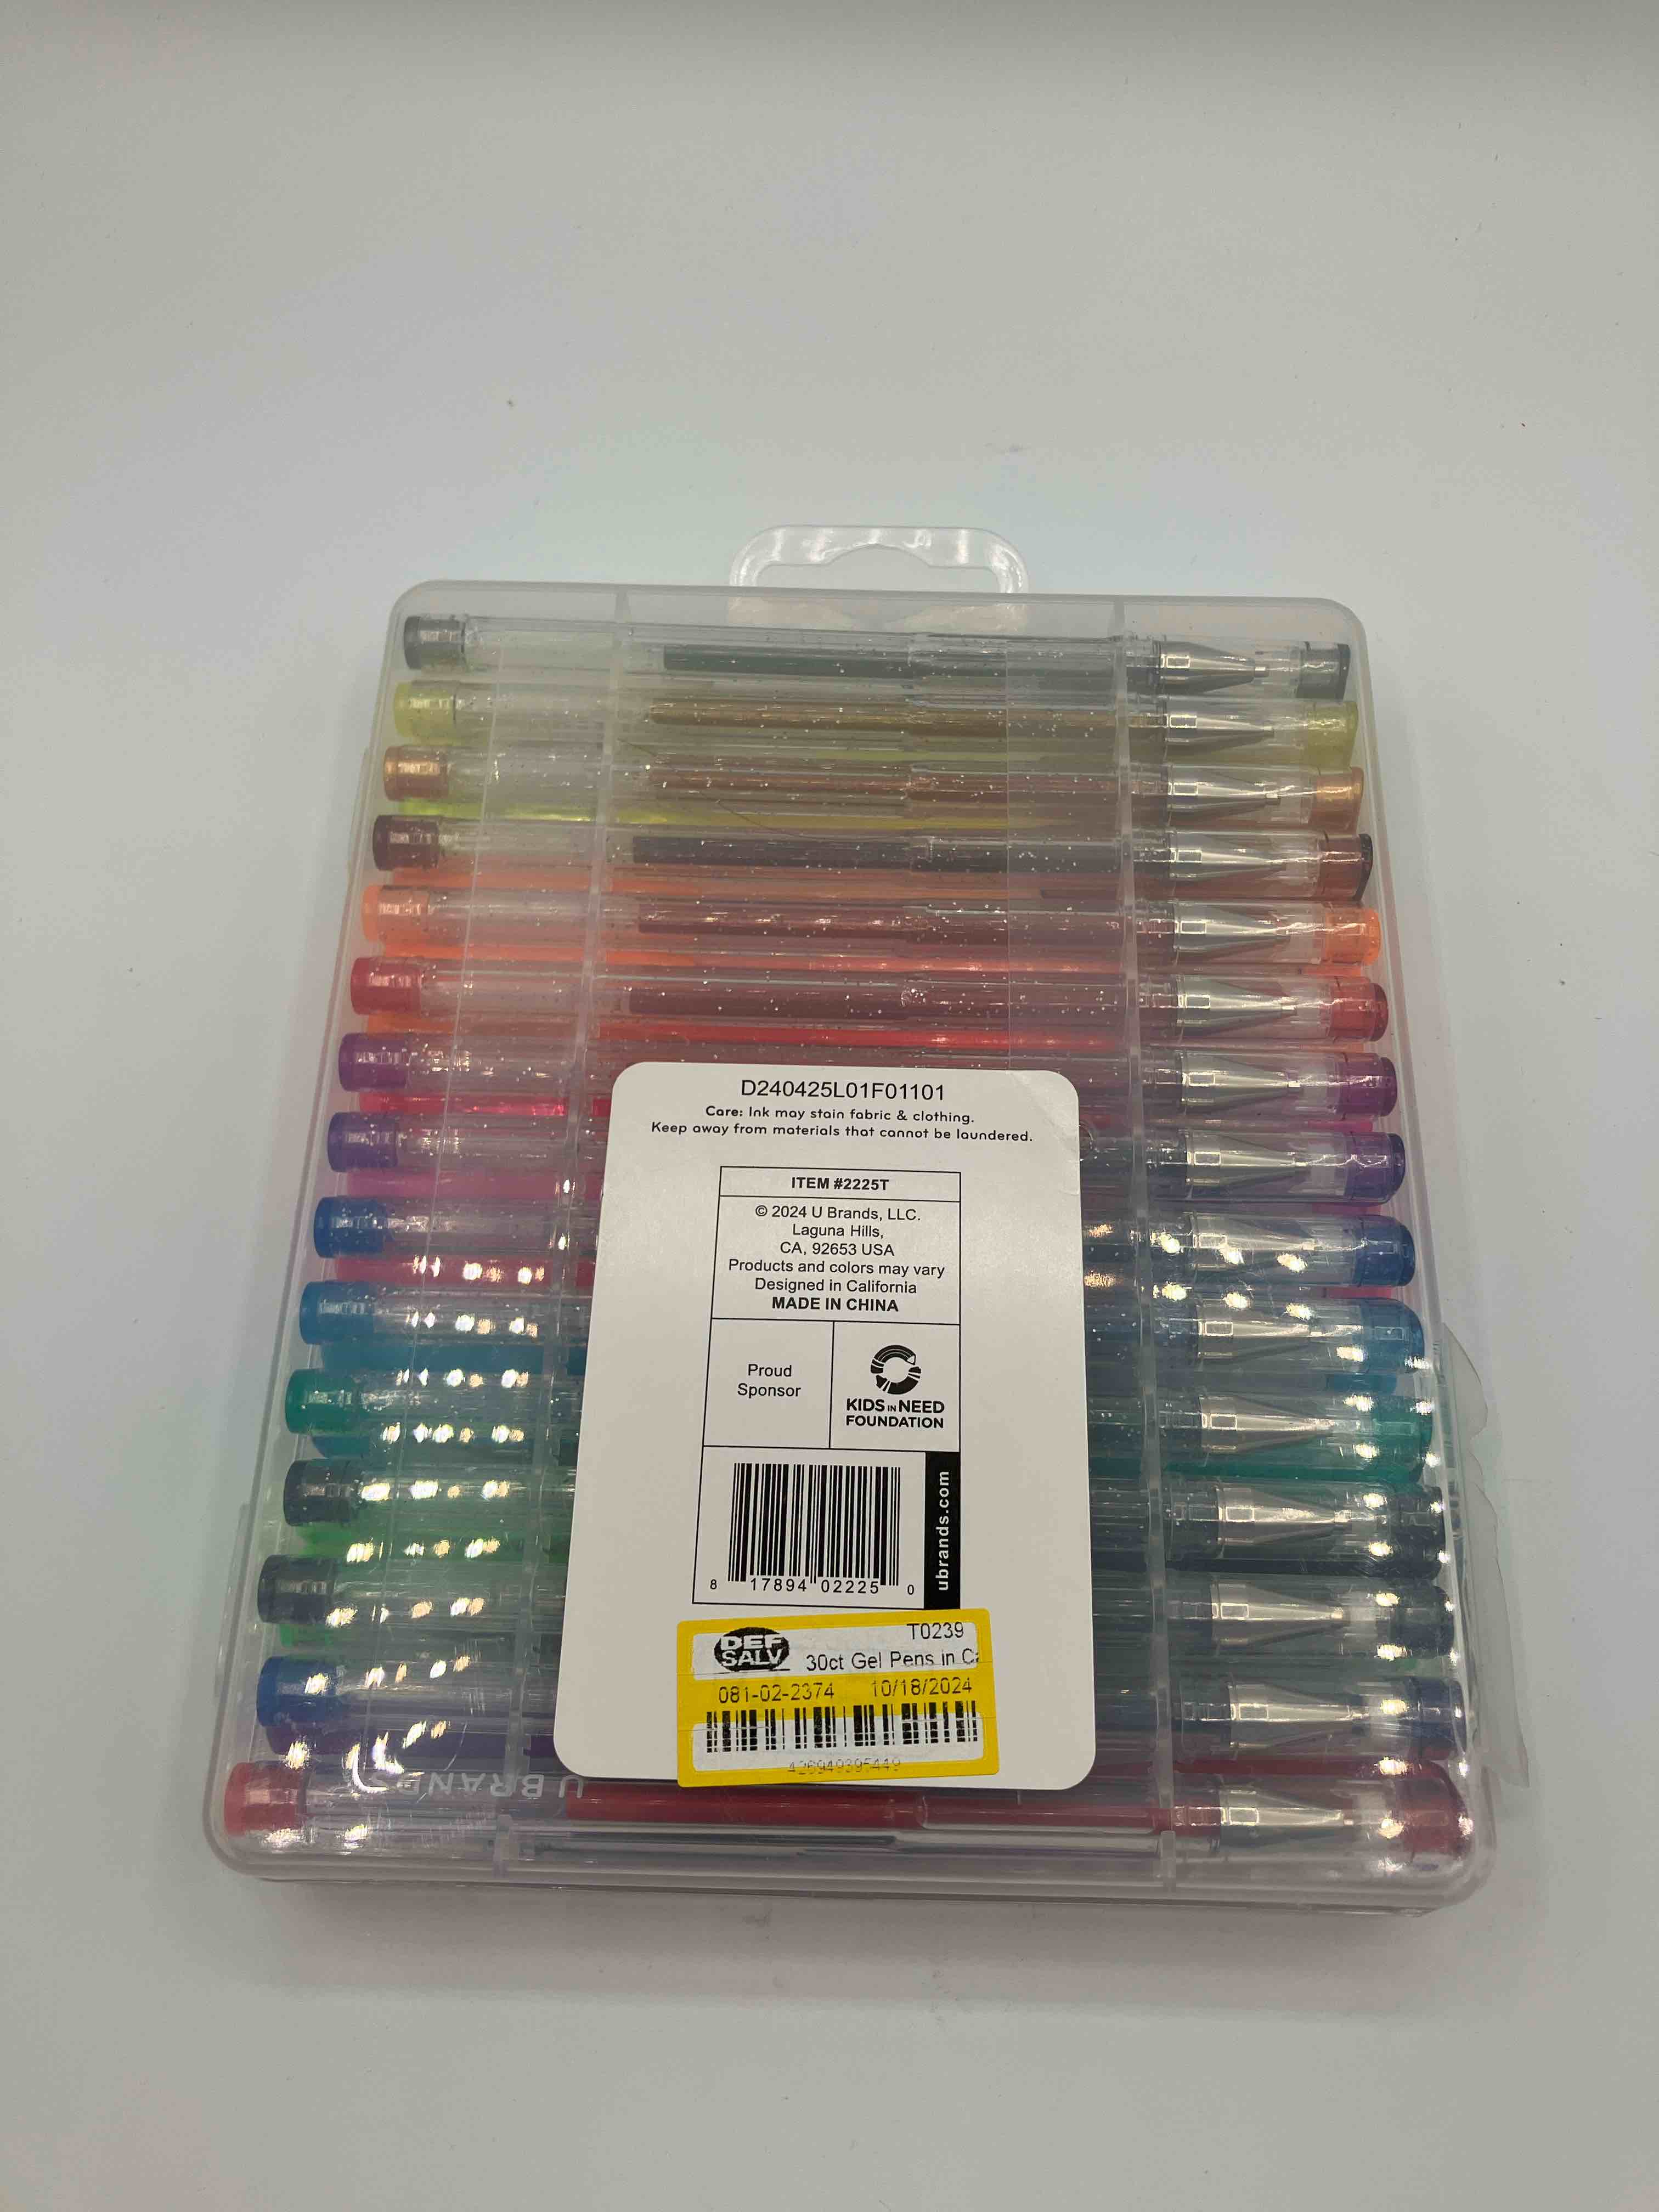 D240425L01F01101
Care: Ink may stain fabric & clothing.
Keep away from materials that cannot be laundered.
ITEM #2225T
© 2024 U Brands, LLC.
Laguna Hills,
CA, 92653 USA
Products and colors may vary
Designed in California
MADE IN CHINA
Proud
Sponsor
KIDS IN NEED
FOUNDATION
ubrands.com
8 17894 02225 0
DEF
SALV
T0239
30ct Gel Pens in
081-02-2374 10/18/2024
U BRANDS